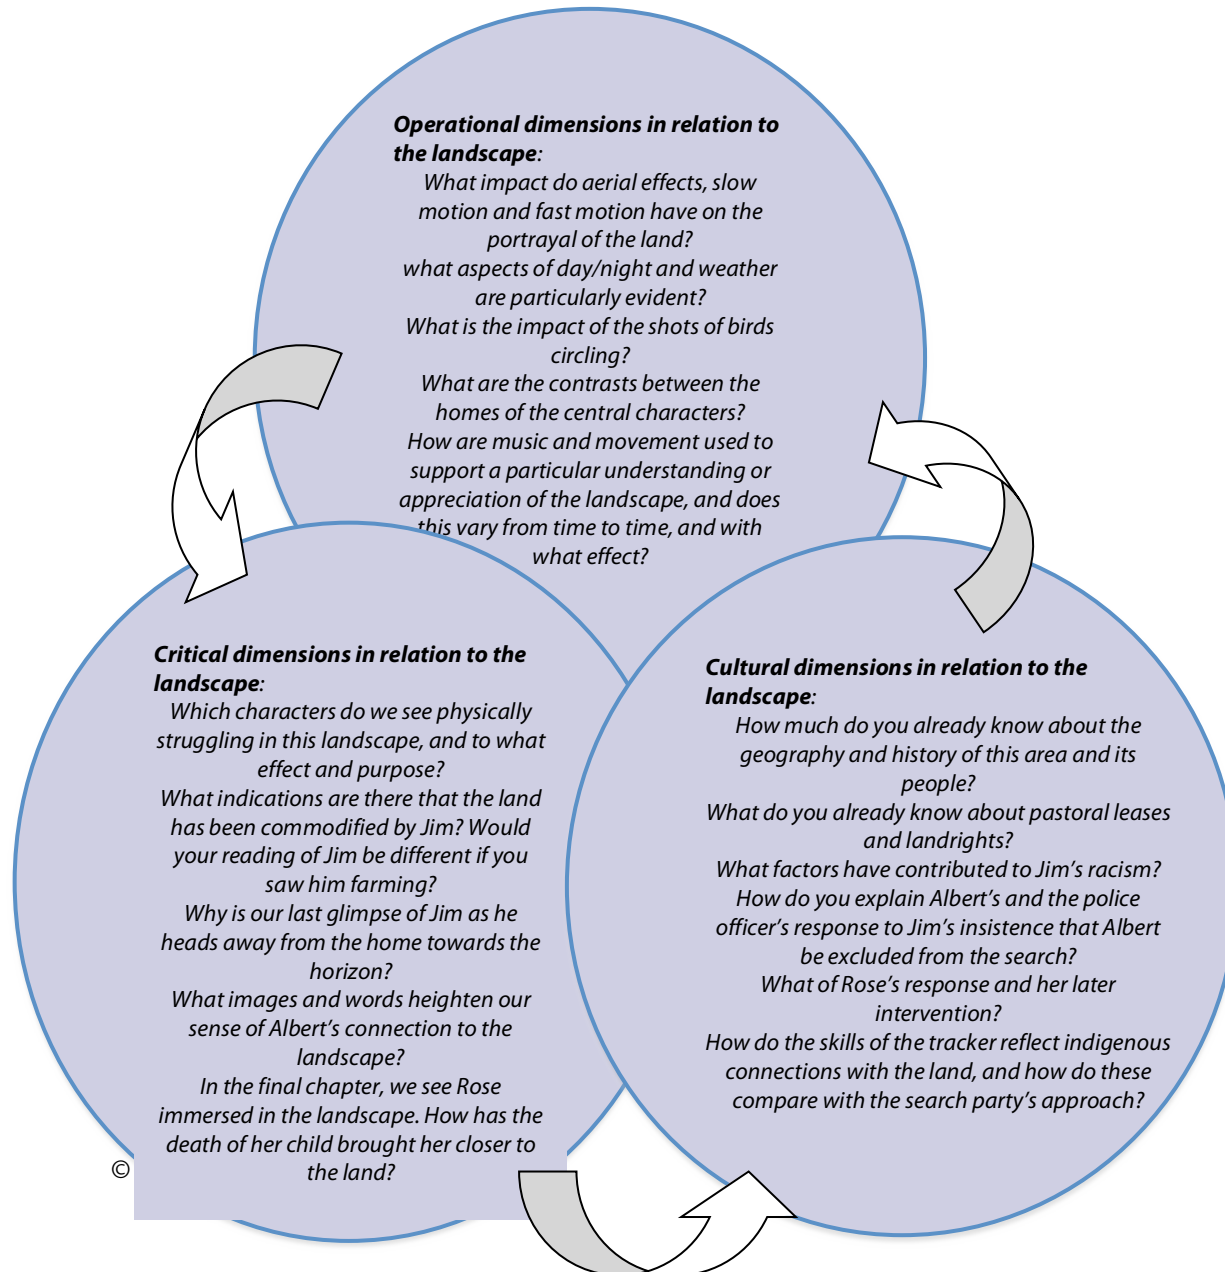 Operational dimensions in relation to
the landscape:
What impact do aerial effects, slow
motion and fast motion have on the
portrayal of the land?
what aspects of day/night and weather
are particularly evident?
What is the impact of the shots of birds
circling?
What are the contrasts between the
homes of the central characters?
How are music and movement used to
support a particular understanding or
appreciation of the landscape, and does
this vary from time to time, and with
what effect?
Critical dimensions in relation to the
landscape:
Which characters do we see physically
struggling in this landscape, and to what
effect and purpose?
What indications are there that the land
has been commodified by Jim? Would
your reading of Jim be different if you
saw him farming?
Why is our last glimpse of Jim as he
heads away from the home towards the
horizon?
What images and words heighten our
sense of Albert’s connection to the
landscape?
In the final chapter, we see Rose
immersed in the landscape. How has the
death of her child brought her closer to
the land?
©
Cultural dimensions in relation to the
landscape:
How much do you already know about the
geography and history of this area and its
people?
What do you already know about pastoral leases
and landrights?
What factors have contributed to Jim’s racism?
How do you explain Albert’s and the police
officer’s response to Jim’s insistence that Albert
be excluded from the search?
What of Rose’s response and her later
intervention?
How do the skills of the tracker reflect indigenous
connections with the land, and how do these
compare with the search party’s approach?